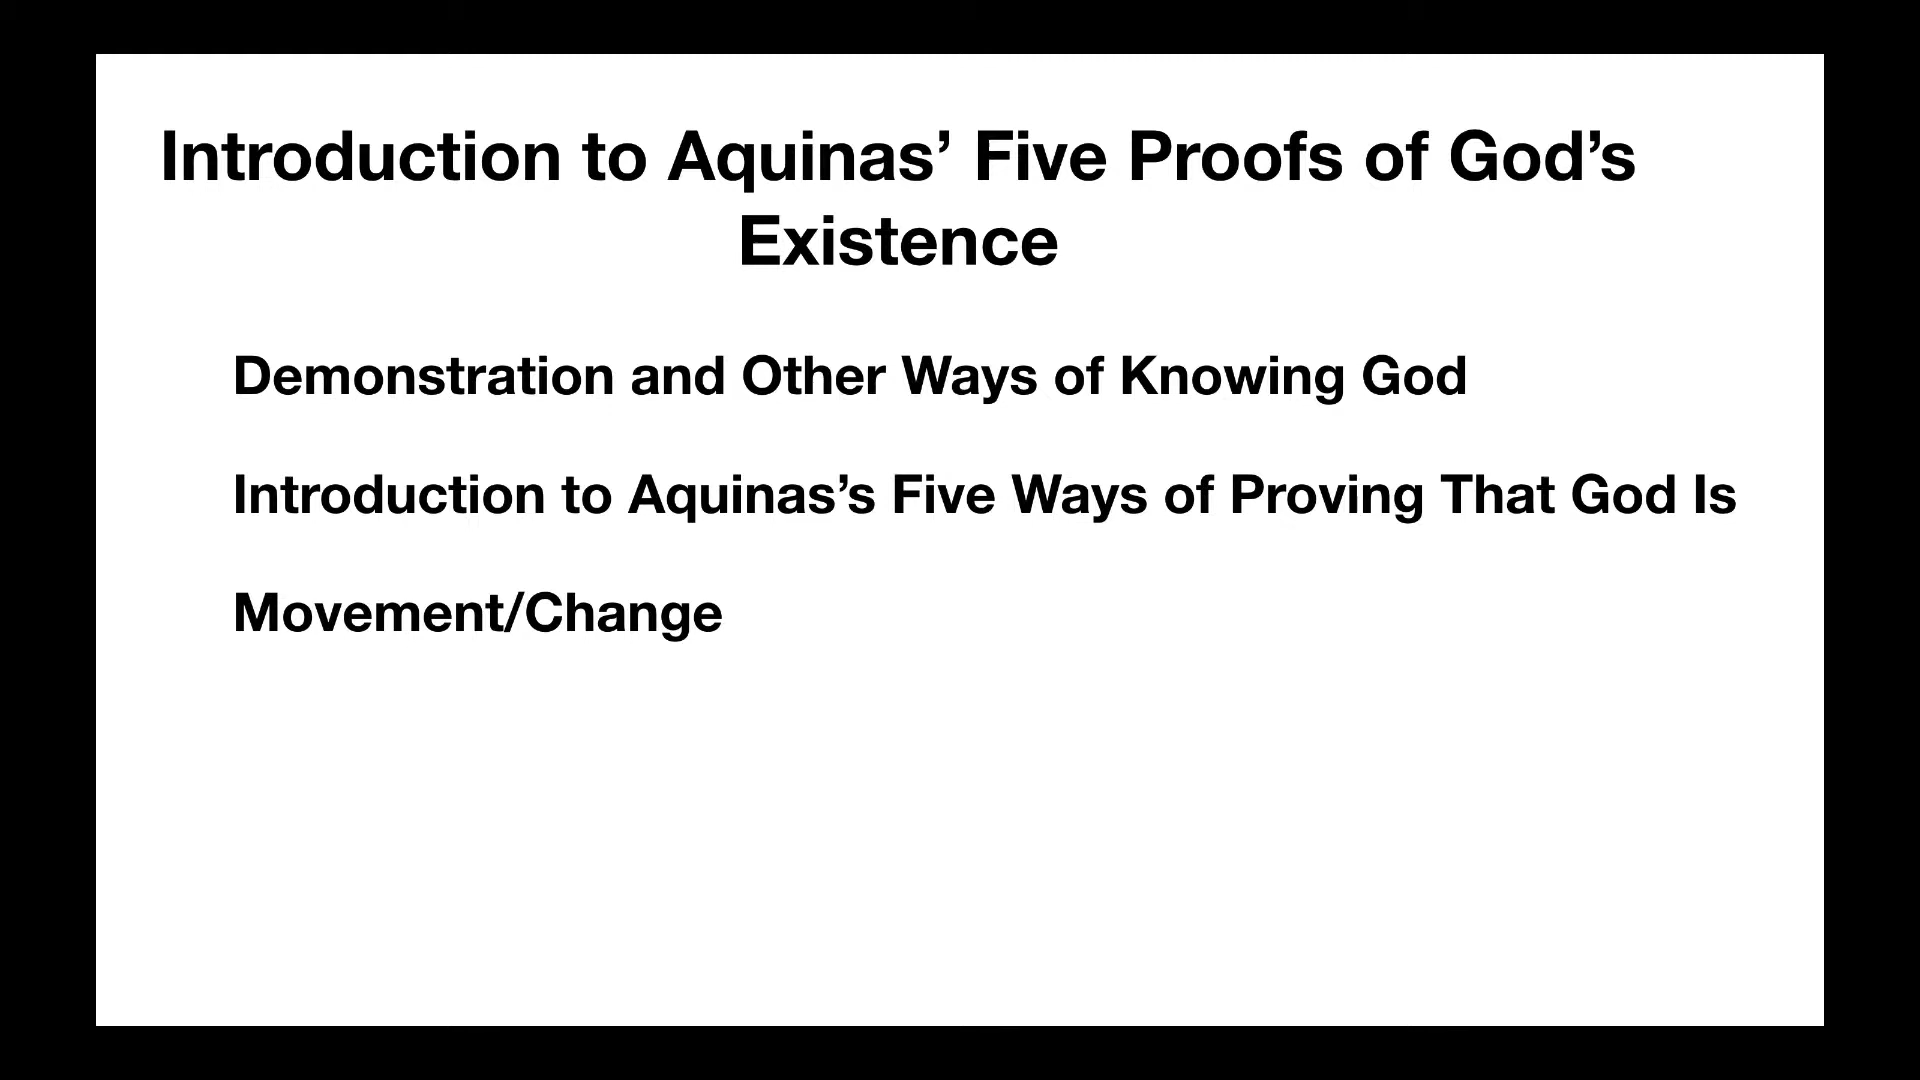 Introduction to Aquinas’ Five Proofs of God’s
Existence
Demonstration and Other Ways of Knowing God
Introduction to Aquinas’s Five Ways of Proving That God Is
Movement/Change